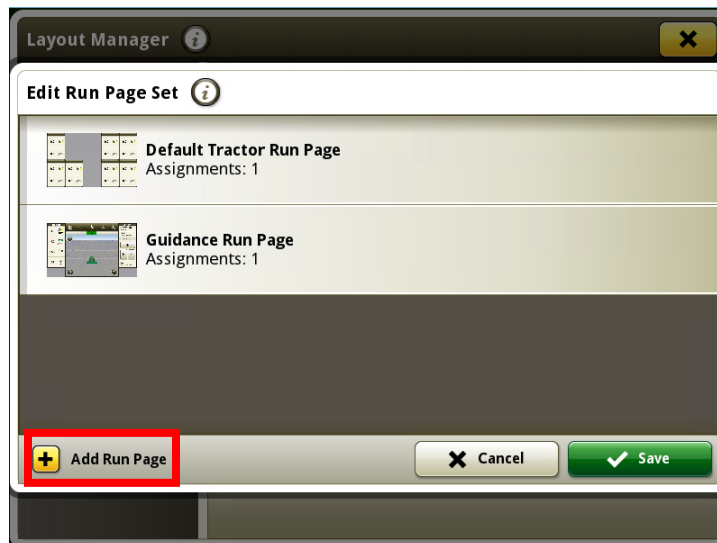 Layout Manager
Edit Run Page Set
Default Tractor Run Page
Assignments: 1
Guidance Run Page
Assignments: 1
Add Run Page
Cancel
Save